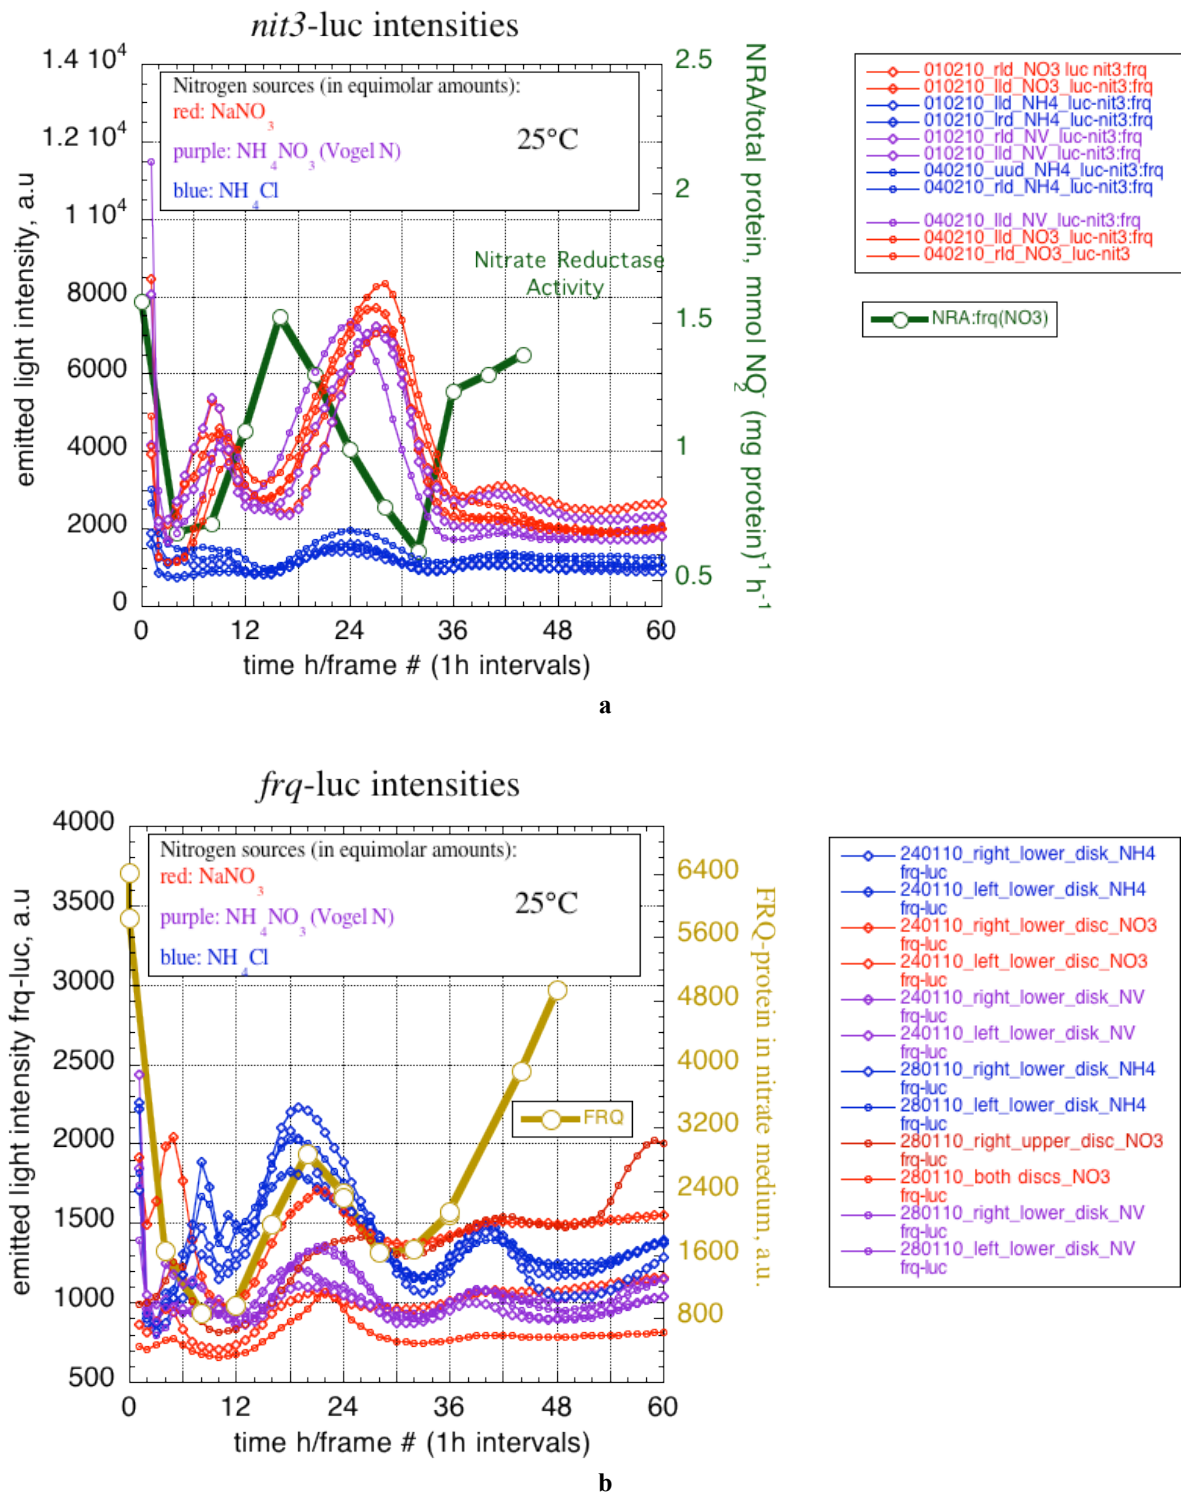 nit3-luc intensities
1.4 10⁴
1.2 10⁴
1 10⁴
8000
6000
4000
2000
0
emitted light intensity, a.u
Nitrogen sources (in equimolar amounts):
red: NaNO₃
purple: NH₄NO₃ (Vogel N)
blue: NH₄Cl
25°C
Nitrate Reductase
Activity
2.5
2
1.5
1
0.5
NRA/total protein, mmol NO₂⁻ (mg protein)⁻¹ h⁻¹
0 12 24 36 48 60
time h/frame # (1h intervals)
010210_rld_NO3 luc nit3:frq
010210_lld_NO3_luc-nit3:frq
010210_lld_NH4_luc-nit3:frq
010210_lrd_NH4_luc-nit3:frq
010210_rld_NV_luc-nit3:frq
010210_lld_NV_luc-nit3:frq
040210_uud_NH4_luc-nit3:frq
040210_rld_NH4_luc-nit3:frq
040210_lld_NV_luc-nit3:frq
040210_lld_NO3_luc-nit3:frq
040210_rld_NO3_luc-nit3
NRA:frq(NO3)
a
frq-luc intensities
4000
3500
3000
2500
2000
1500
1000
500
emitted light intensity frq-luc, a.u
Nitrogen sources (in equimolar amounts):
red: NaNO₃
purple: NH₄NO₃ (Vogel N)
blue: NH₄Cl
25°C
FRQ
6400
5600
4800
4000
3200
2400
1600
800
FRQ-protein in nitrate medium, a.u.
0 12 24 36 48 60
time h/frame # (1h intervals)
240110_right_lower_disk_NH4
frq-luc
240110_left_lower_disk_NH4
frq-luc
240110_right_lower_disc_NO3
frq-luc
240110_left_lower_disc_NO3
frq-luc
240110_right_lower_disk_NV
frq-luc
240110_left_lower_disk_NV
frq-luc
280110_right_lower_disk_NH4
frq-luc
280110_left_lower_disk_NH4
frq-luc
280110_right_upper_disc_NO3
frq-luc
280110_both discs_NO3
frq-luc
280110_right_lower_disk_NV
frq-luc
280110_left_lower_disk_NV
frq-luc
b